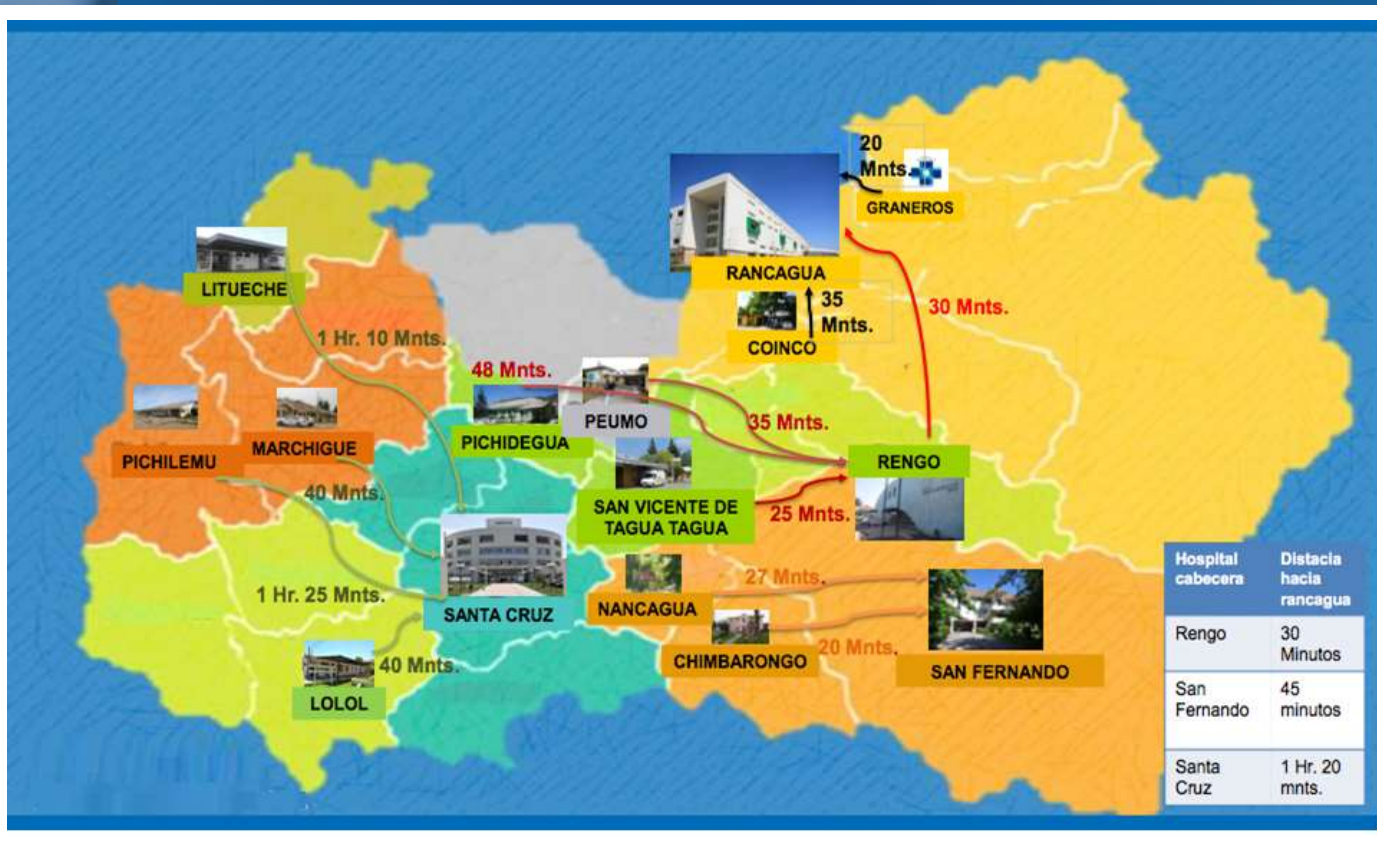 20
Mnts.
GRANEROS
RANCAGUA
LITUECHE
35
Mnts.
30 Mnts.
1 Hr. 10 Mnts.
COINCO
48 Mnts.
PEUMO
35 Mnts.
MARCHIGUE
PICHIDEGUA
PICHILEMU
RENGO
40 Mnts.
SAN VICENTE DE
TAGUA TAGUA
25 Mnts.
27 Mnts.
1 Hr. 25 Mnts.
SANTA CRUZ
NANCAGUA
20 Mnts.
40 Mnts.
CHIMBARONGO
SAN FERNANDO
LOLOL
Hospital
cabecera
Distacia
hacia
rancagua
Rengo
30
Minutos
San
Fernando
45
minutos
Santa
Cruz
1 Hr. 20
mnts.